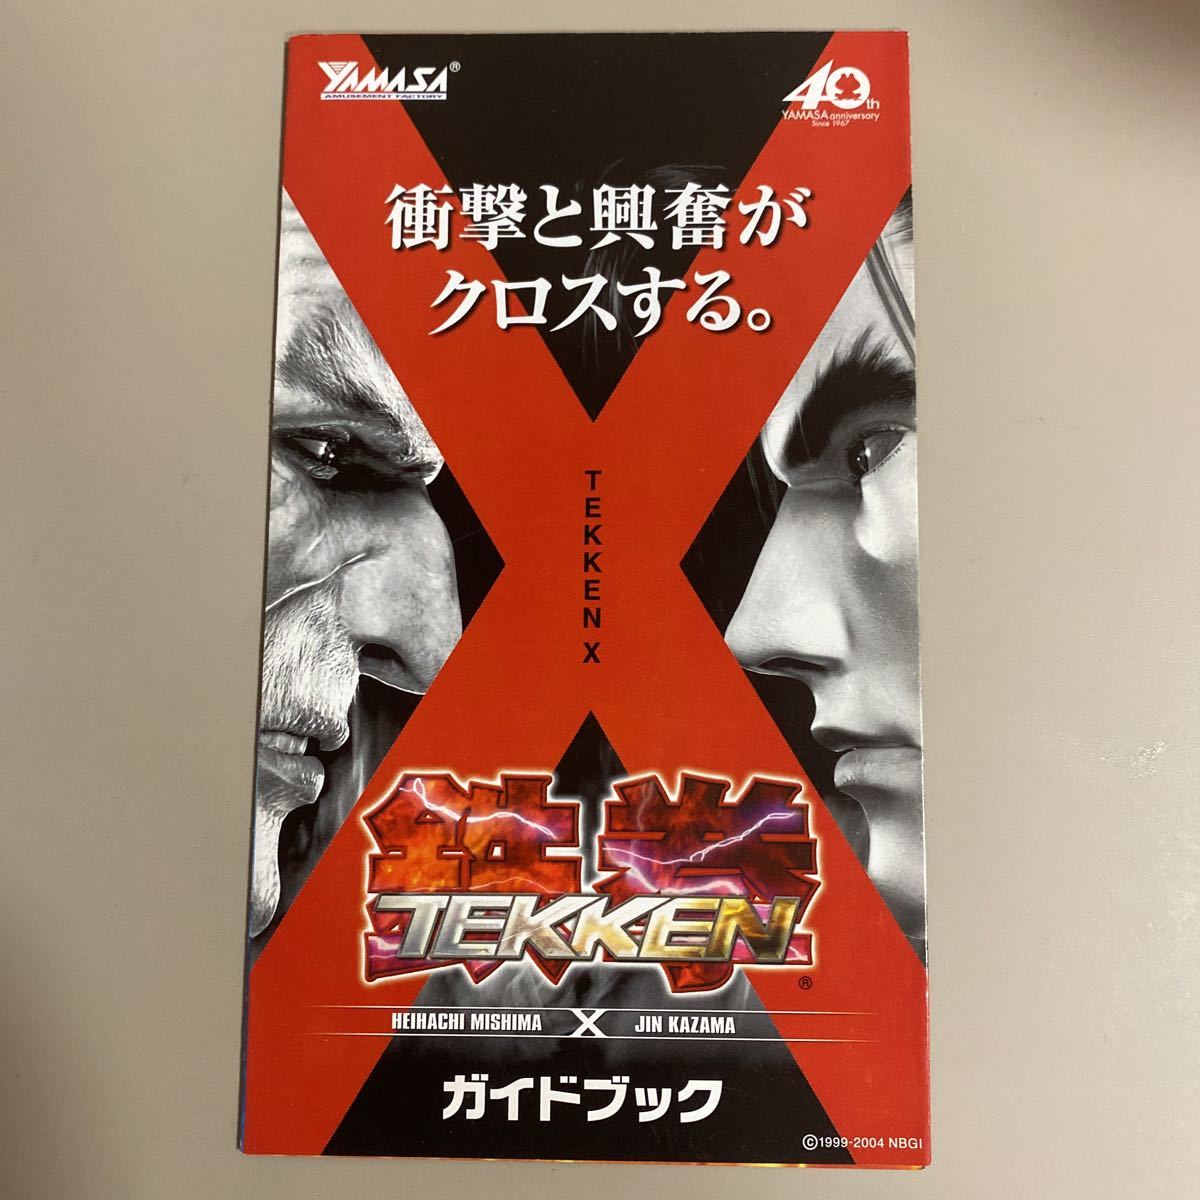 YAMASA®
AMUSEMENT FACTORY
40th
YAMASA anniversary
Since 1967
衝撃と興奮が
クロスする。
TEKKEN X
鉄拳
TEKKEN®
HEIHACHI MISHIMA X JIN KAZAMA
ガイドブック
©1999-2004 NBGI